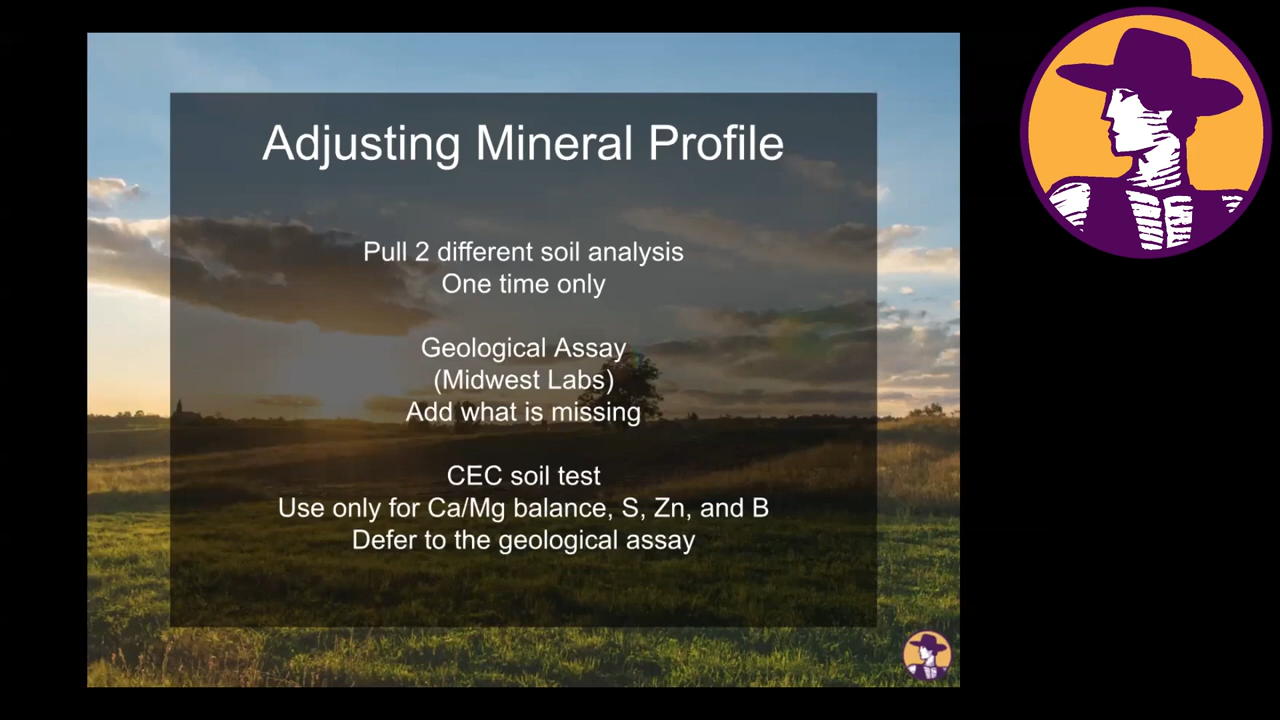 Adjusting Mineral Profile
Pull 2 different soil analysis
One time only
Geological Assay
(Midwest Labs)
Add what is missing
CEC soil test
Use only for Ca/Mg balance, S, Zn, and B
Defer to the geological assay